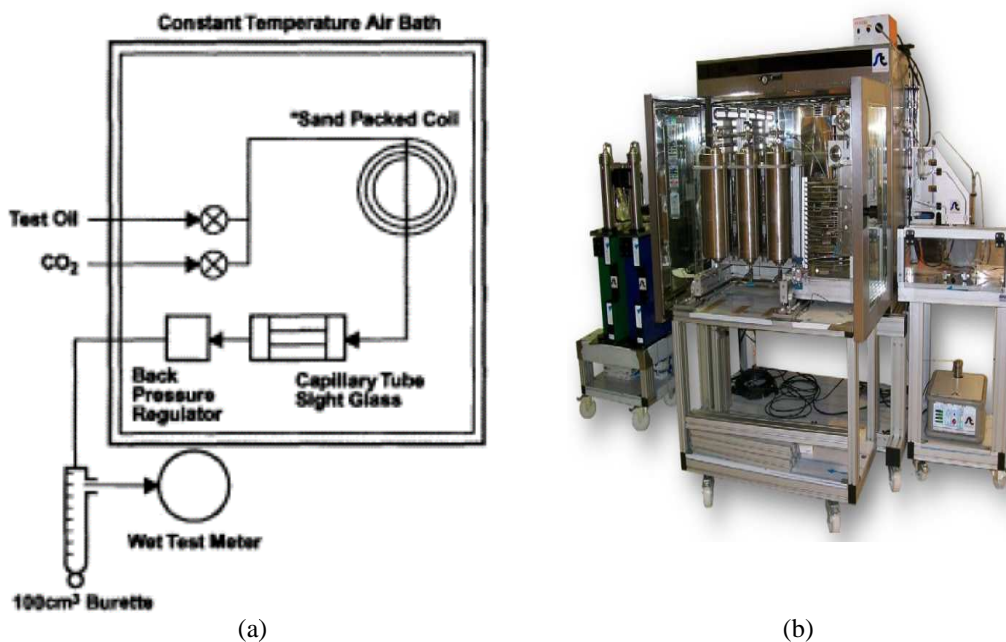 Constant Temperature Air Bath
*Sand Packed Coil
Test Oil
CO₂
Back
Pressure
Regulator
Capillary Tube
Sight Glass
Wet Test Meter
100cm³ Burette
(a)
(b)